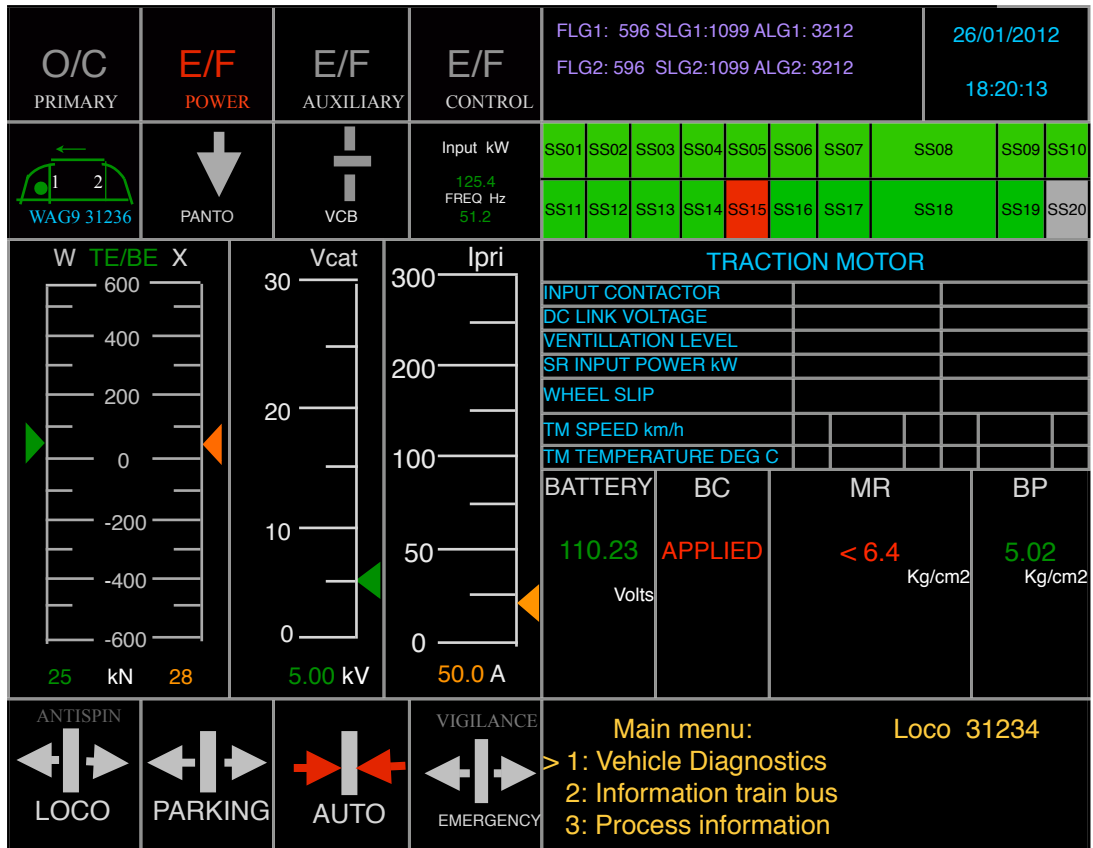 O/C E/F E/F E/F
PRIMARY POWER AUXILIARY CONTROL
FLG1: 596 SLG1:1099 ALG1: 3212
FLG2: 596 SLG2:1099 ALG2: 3212
26/01/2012
18:20:13
1 2
WAG9 31236
PANTO
VCB
Input kW
125.4
FREQ Hz
51.2
SS01 SS02 SS03 SS04 SS05 SS06 SS07 SS08 SS09 SS10
SS11 SS12 SS13 SS14 SS15 SS16 SS17 SS18 SS19 SS20
W TE/BE X
600
400
200
0
-200
-400
-600
25 kN 28
Vcat
30
20
10
0
5.00 kV
Ipri
300
200
100
50
0
50.0 A
TRACTION MOTOR
INPUT CONTACTOR
DC LINK VOLTAGE
VENTILLATION LEVEL
SR INPUT POWER kW
WHEEL SLIP
TM SPEED km/h
TM TEMPERATURE DEG C
BATTERY BC MR BP
110.23 APPLIED < 6.4 5.02
Volts Kg/cm2 Kg/cm2
ANTISPIN
LOCO
PARKING
AUTO
VIGILANCE
EMERGENCY
Main menu: Loco 31234
> 1: Vehicle Diagnostics
2: Information train bus
3: Process information